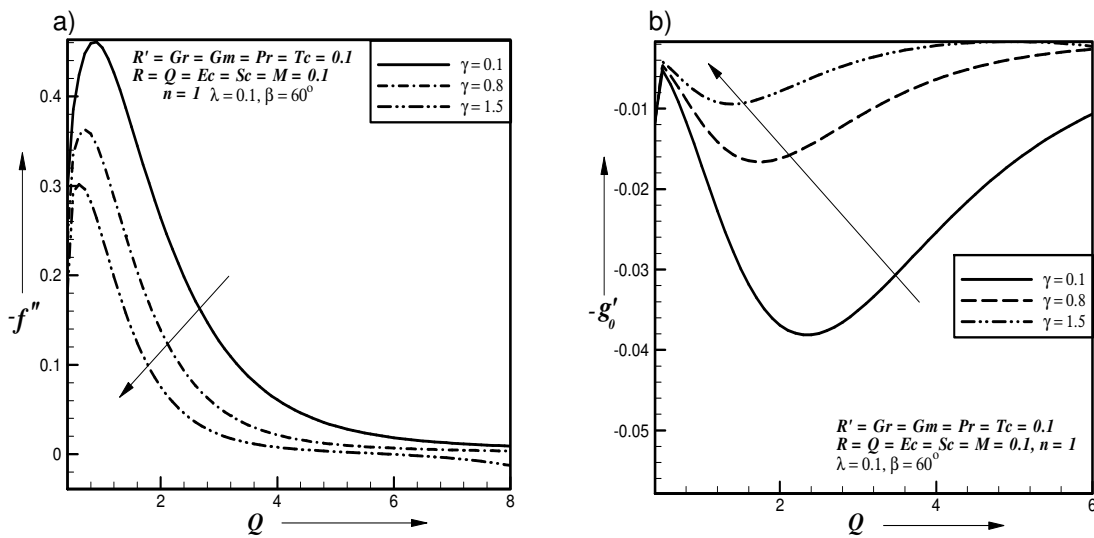 a)
R' = Gr = Gm = Pr = Tc = 0.1
R = Q = Ec = Sc = M = 0.1
n = 1 λ = 0.1, β = 60°
γ = 0.1
γ = 0.8
γ = 1.5
0.4
0.3
0.2
0.1
0
-f''
2
4
6
8
Q
b)
-0.01
-0.02
-0.03
-0.04
-0.05
-g'₀
γ = 0.1
γ = 0.8
γ = 1.5
R' = Gr = Gm = Pr = Tc = 0.1
R = Q = Ec = Sc = M = 0.1, n = 1
λ = 0.1, β = 60°
2
4
6
Q